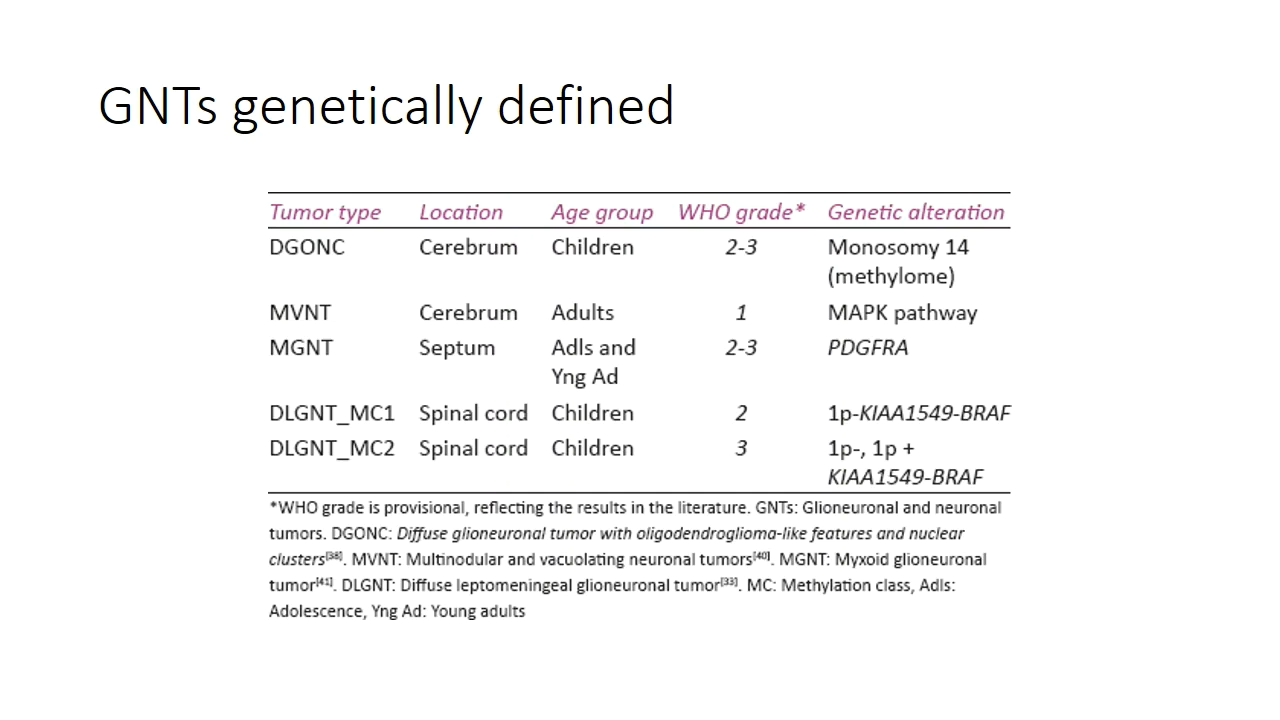 GNTs genetically defined
Tumor type Location Age group WHO grade* Genetic alteration
DGONC Cerebrum Children 2-3 Monosomy 14
(methylome)
MVNT Cerebrum Adults 1 MAPK pathway
MGNT Septum Adls and 2-3 PDGFRA
Yng Ad
DLGNT_MC1 Spinal cord Children 2 1p-KIAA1549-BRAF
DLGNT_MC2 Spinal cord Children 3 1p-, 1p +
KIAA1549-BRAF
*WHO grade is provisional, reflecting the results in the literature. GNTs: Glioneuronal and neuronal
tumors. DGONC: Diffuse glioneuronal tumor with oligodendroglioma-like features and nuclear
clusters[38]. MVNT: Multinodular and vacuolating neuronal tumors[40]. MGNT: Myxoid glioneuronal
tumor[41]. DLGNT: Diffuse leptomeningeal glioneuronal tumor[33]. MC: Methylation class, Adls:
Adolescence, Yng Ad: Young adults